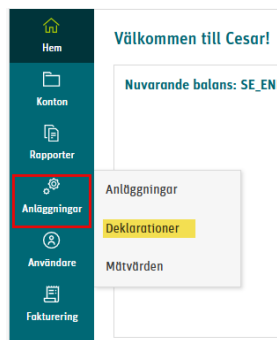 Hem
Välkommen till Cesar!
Konton
Nuvarande balans: SE_EN
Rapporter
Anläggningar
Anläggningar
Deklarationer
Mätvärden
Användare
Fakturering